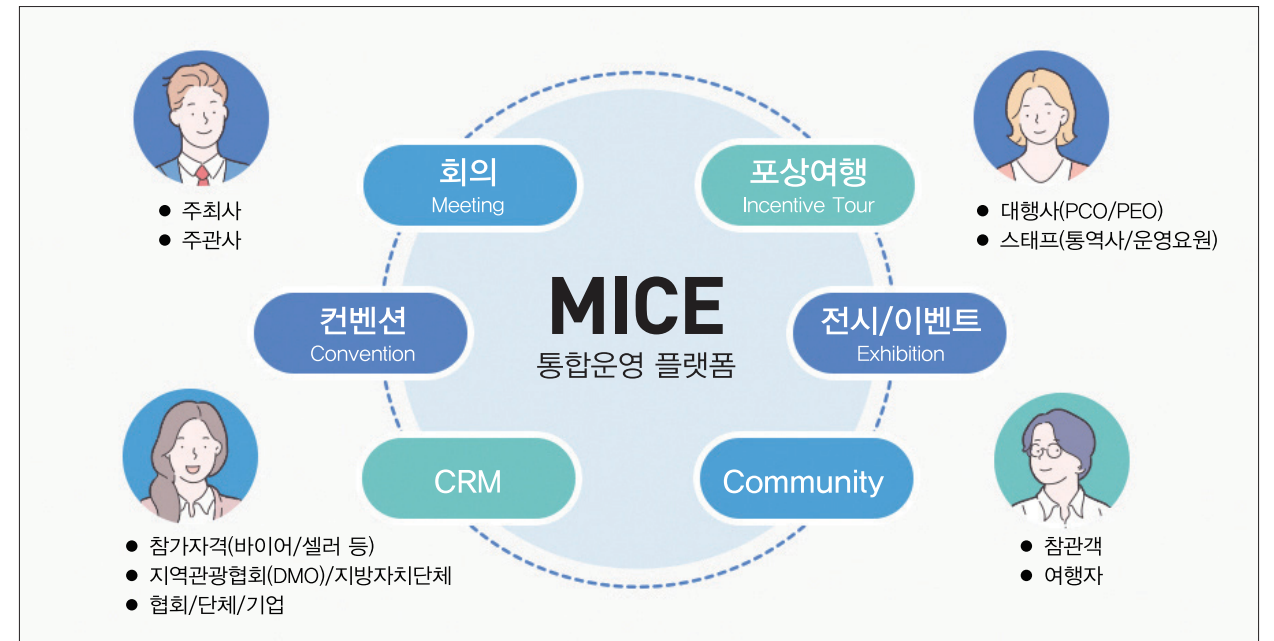 회의
Meeting
포상여행
Incentive Tour
● 주최사
● 주관사
● 대행사(PCO/PEO)
● 스태프(통역사/운영요원)
MICE
통합운영 플랫폼
컨벤션
Convention
전시/이벤트
Exhibition
CRM
Community
● 참가자격(바이어/셀러 등)
● 지역관광협회(DMO)/지방자치단체
● 협회/단체/기업
● 참관객
● 여행자